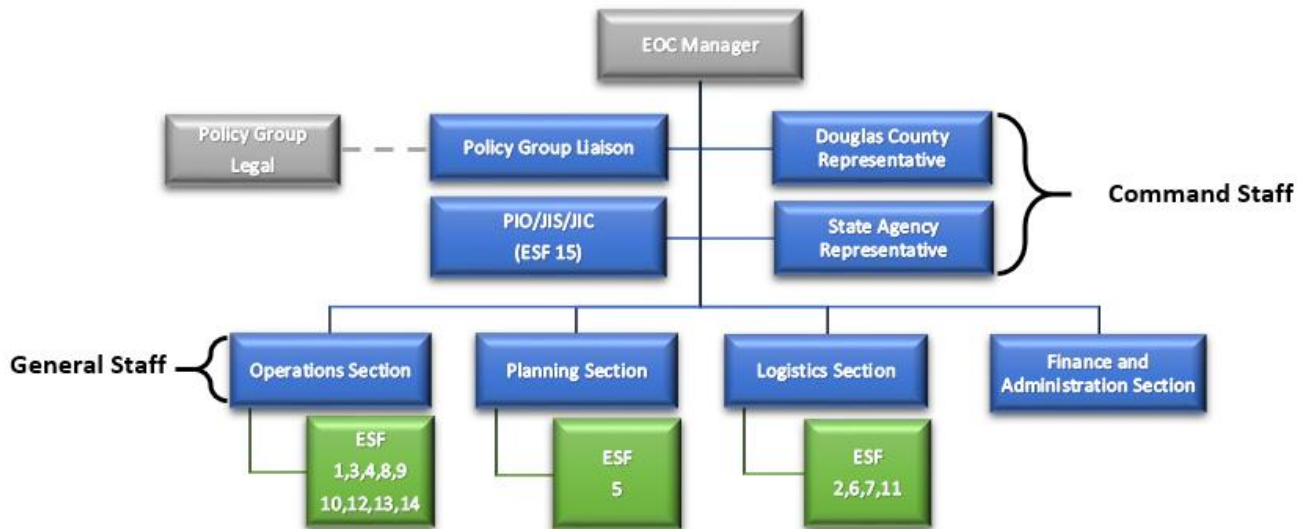 EOC Manager
Policy Group
Legal
Policy Group Liaison
Douglas County
Representative
Command Staff
PIO/JIS/JIC
(ESF 15)
State Agency
Representative
General Staff
Operations Section
Planning Section
Logistics Section
Finance and
Administration Section
ESF
1,3,4,8,9
10,12,13,14
ESF
5
ESF
2,6,7,11